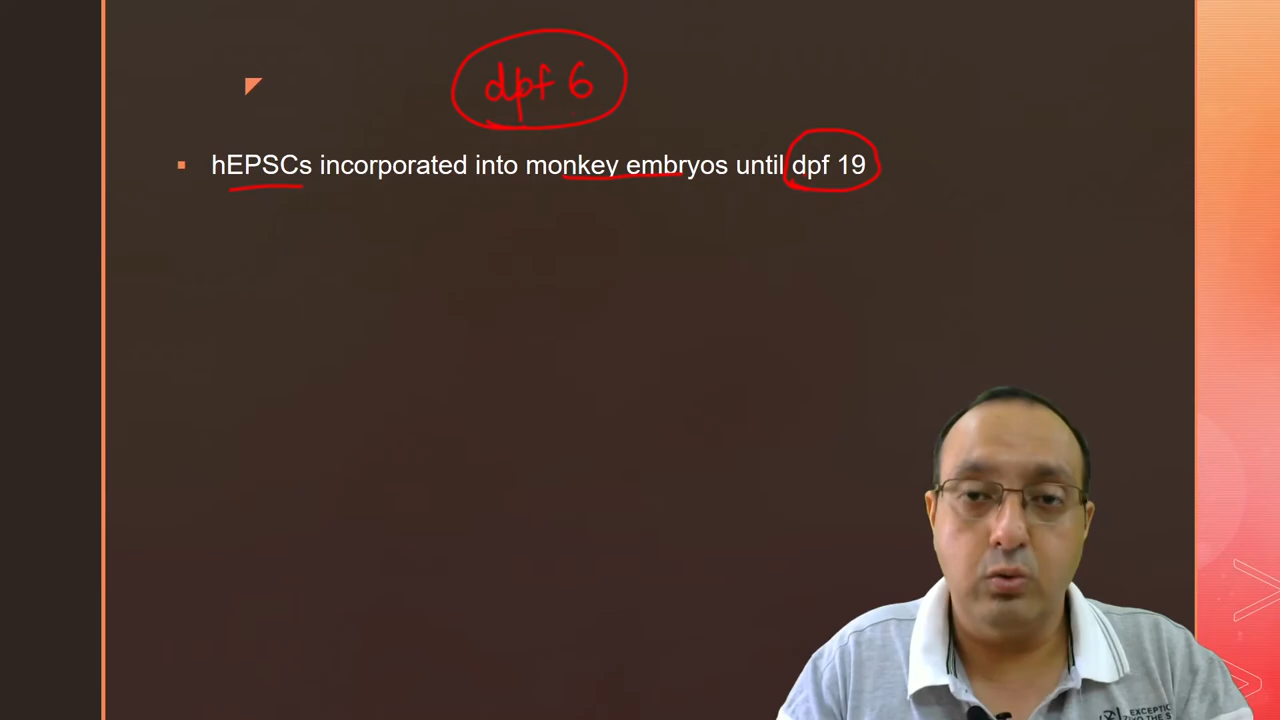 dpf 6
hEPSCs incorporated into monkey embryos until dpf 19